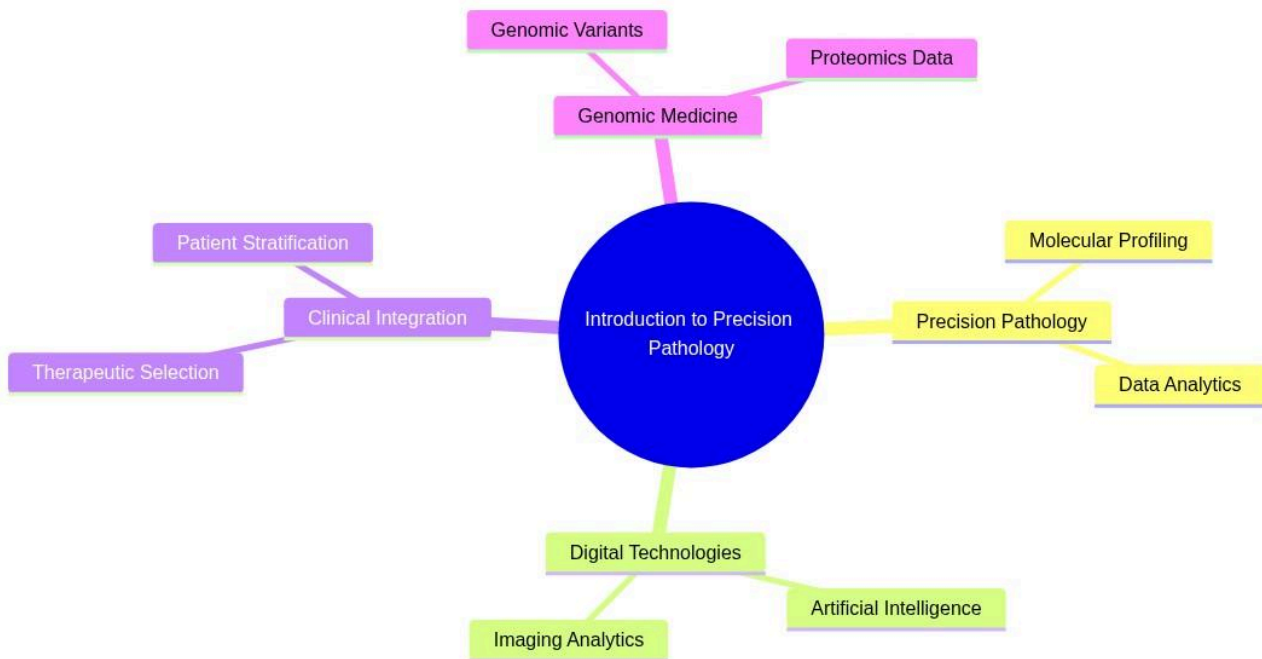 Genomic Variants
Proteomics Data
Genomic Medicine
Patient Stratification
Molecular Profiling
Clinical Integration
Introduction to Precision
Pathology
Precision Pathology
Therapeutic Selection
Data Analytics
Digital Technologies
Artificial Intelligence
Imaging Analytics